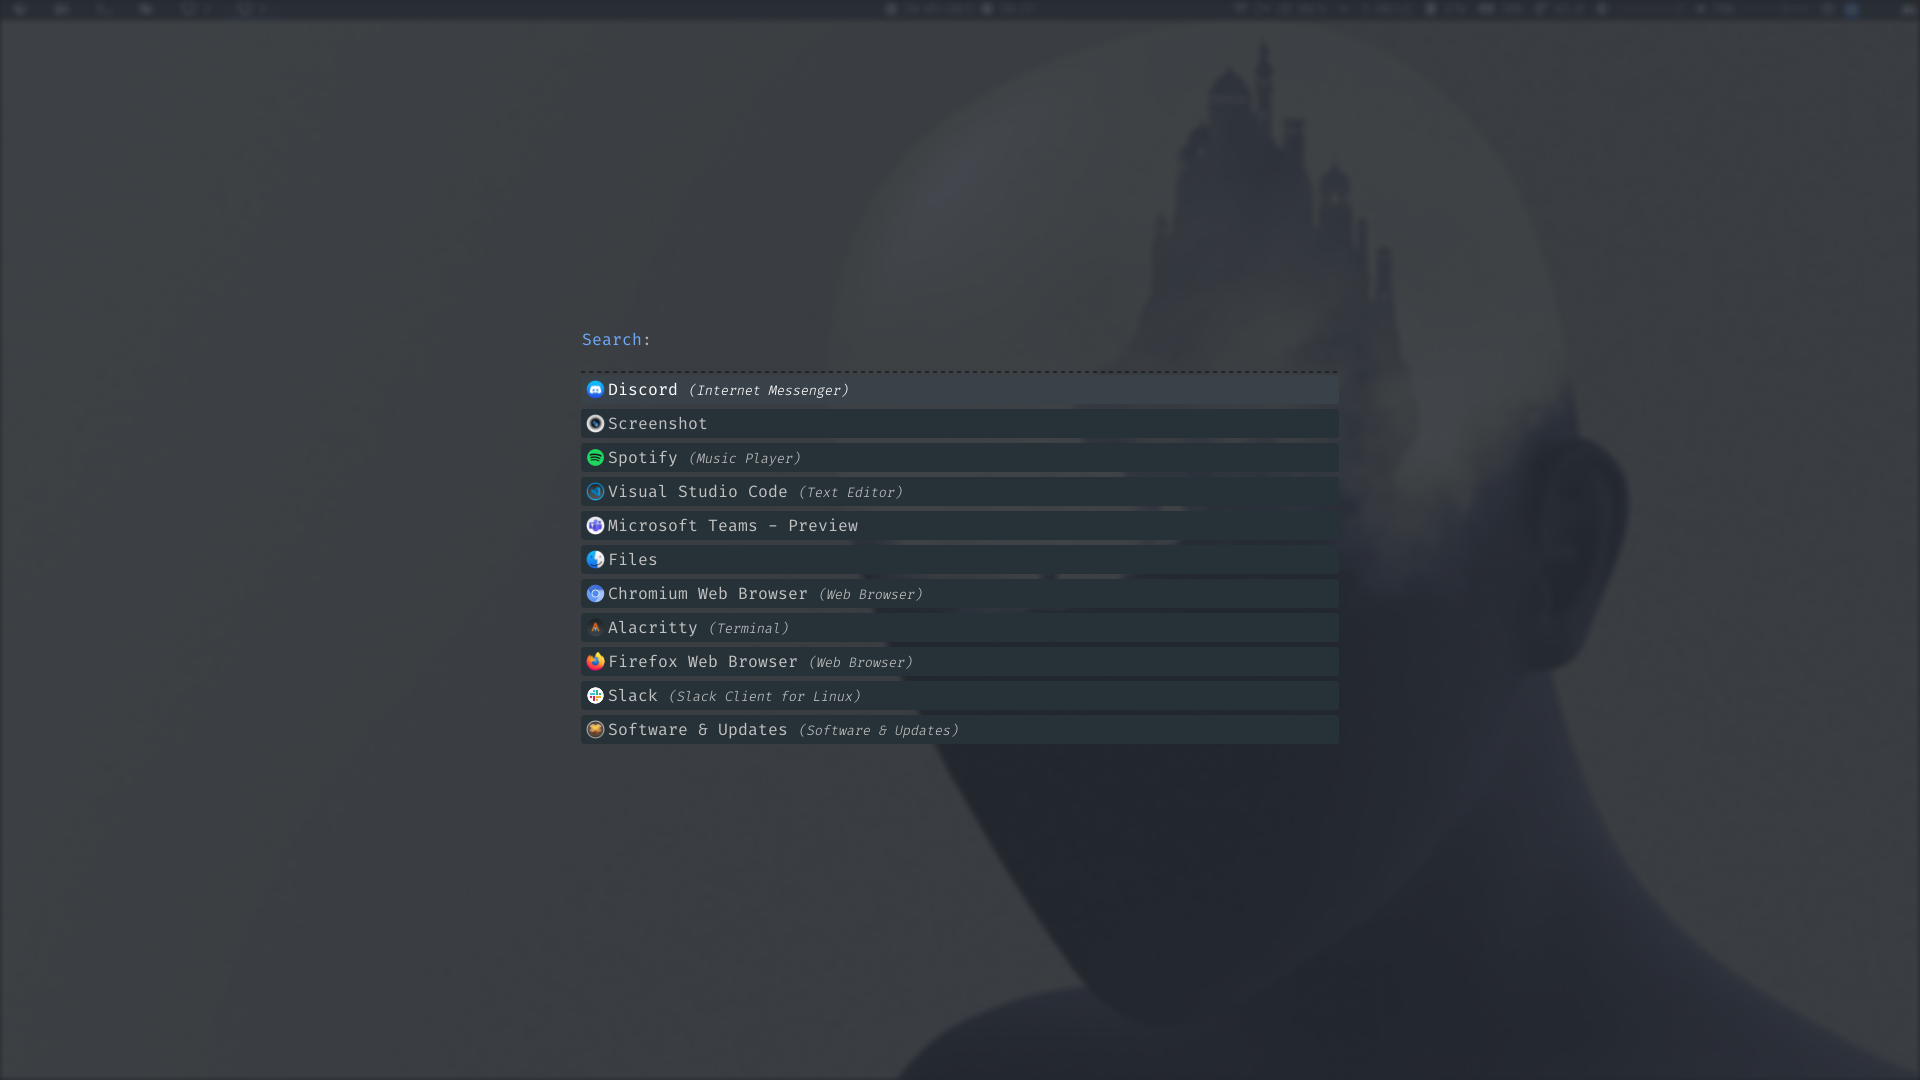 Search:
Discord (Internet Messenger)
Screenshot
Spotify (Music Player)
Visual Studio Code (Text Editor)
Microsoft Teams - Preview
Files
Chromium Web Browser (Web Browser)
Alacritty (Terminal)
Firefox Web Browser (Web Browser)
Slack (Slack Client for Linux)
Software & Updates (Software & Updates)